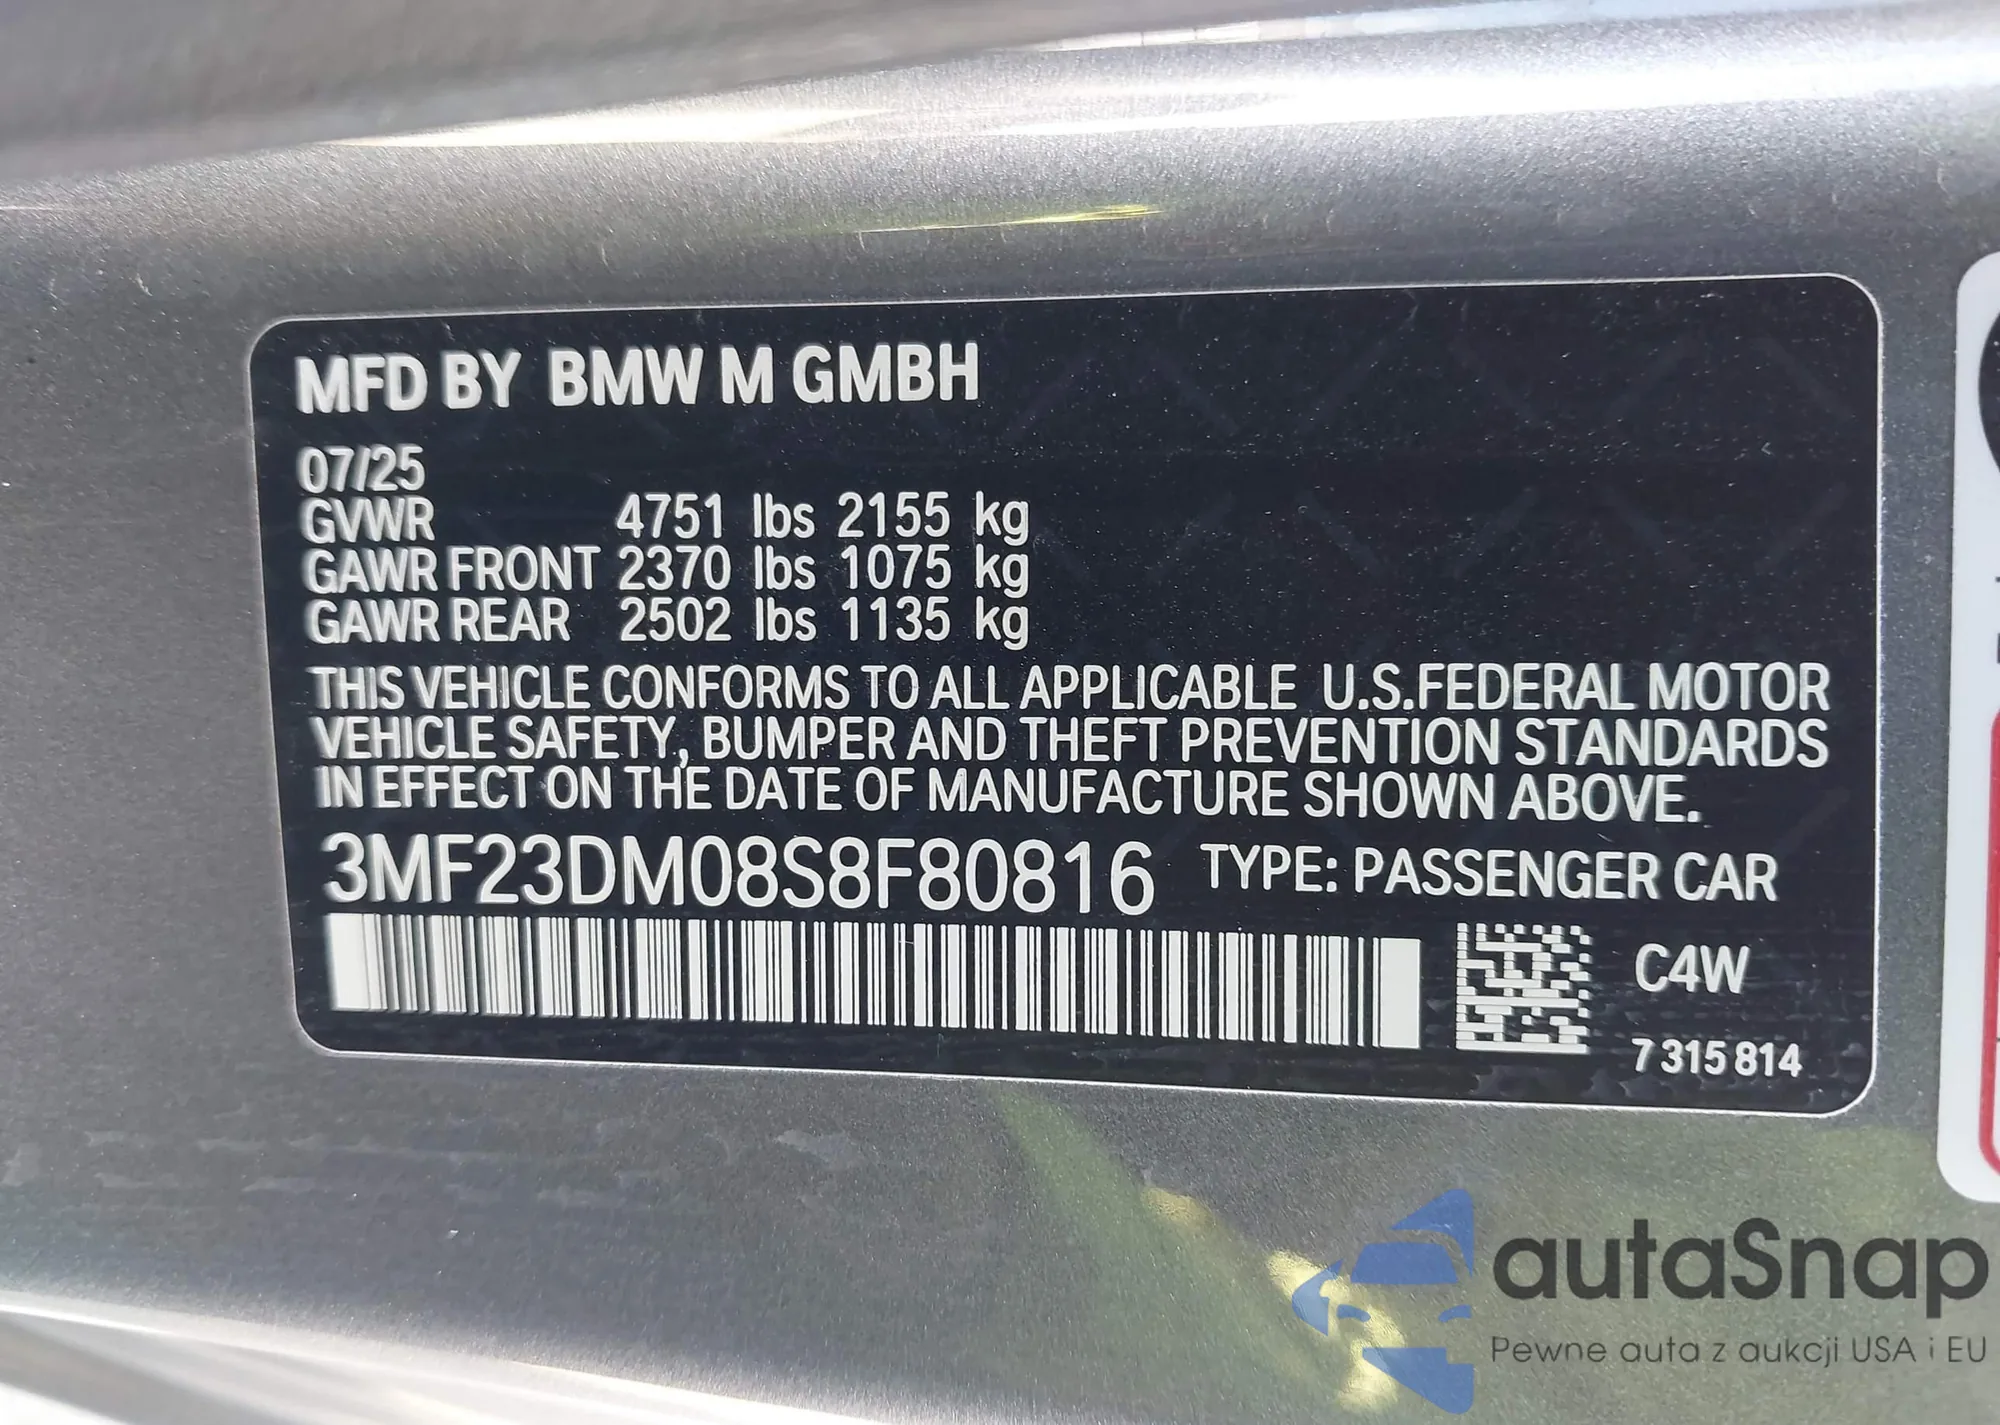 MFD BY BMW M GMBH
07/25
GVWR 4751 lbs 2155 kg
GAWR FRONT 2370 lbs 1075 kg
GAWR REAR 2502 lbs 1135 kg
THIS VEHICLE CONFORMS TO ALL APPLICABLE U.S.FEDERAL MOTOR
VEHICLE SAFETY, BUMPER AND THEFT PREVENTION STANDARDS
IN EFFECT ON THE DATE OF MANUFACTURE SHOWN ABOVE.
3MF23DM08S8F80816 TYPE: PASSENGER CAR
C4W
7 315 814
autaSnap
Pewne auta z aukcji USA i EU